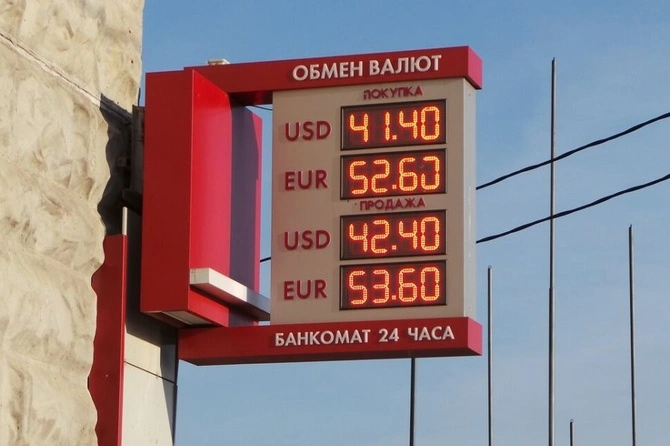 ОБМЕН ВАЛЮТ
ПОКУПКА
USD 41.40
EUR 52.60
ПРОДАЖА
USD 42.40
EUR 53.60
БАНКОМАТ 24 ЧАСА